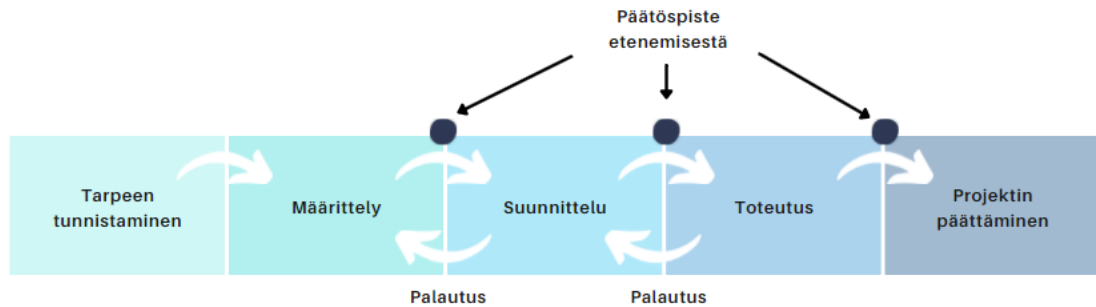 Päätöspiste
etenemisestä
Tarpeen
tunnistaminen
Määrittely
Suunnittelu
Toteutus
Projektin
päättäminen
Palautus
Palautus